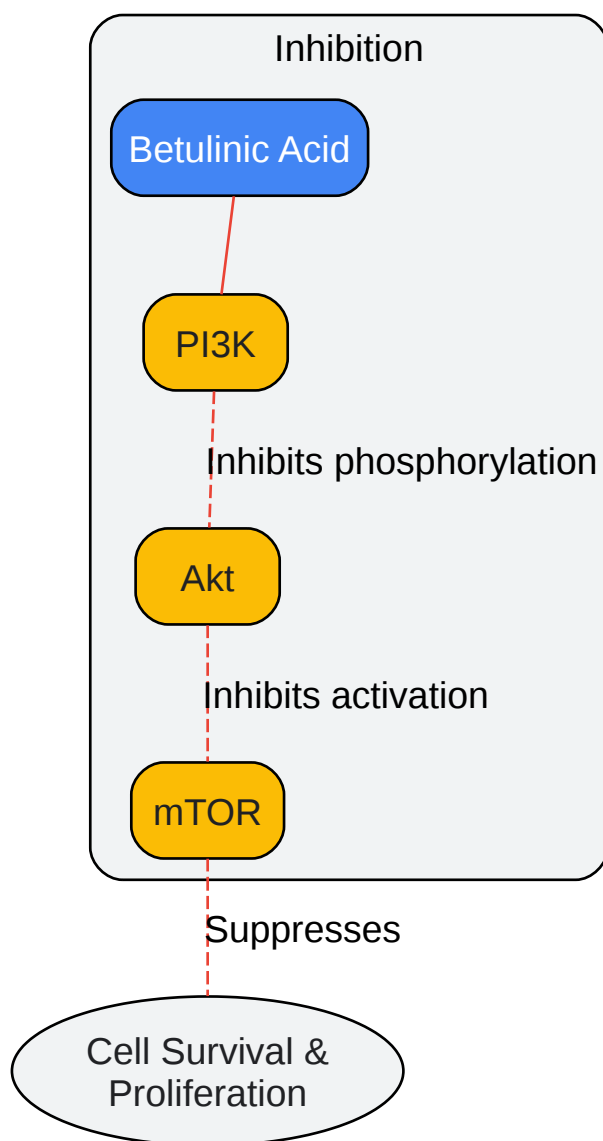 Inhibition
Betulinic Acid
PI3K
Inhibits phosphorylation
Akt
Inhibits activation
mTOR
Suppresses
Cell Survival &
Proliferation